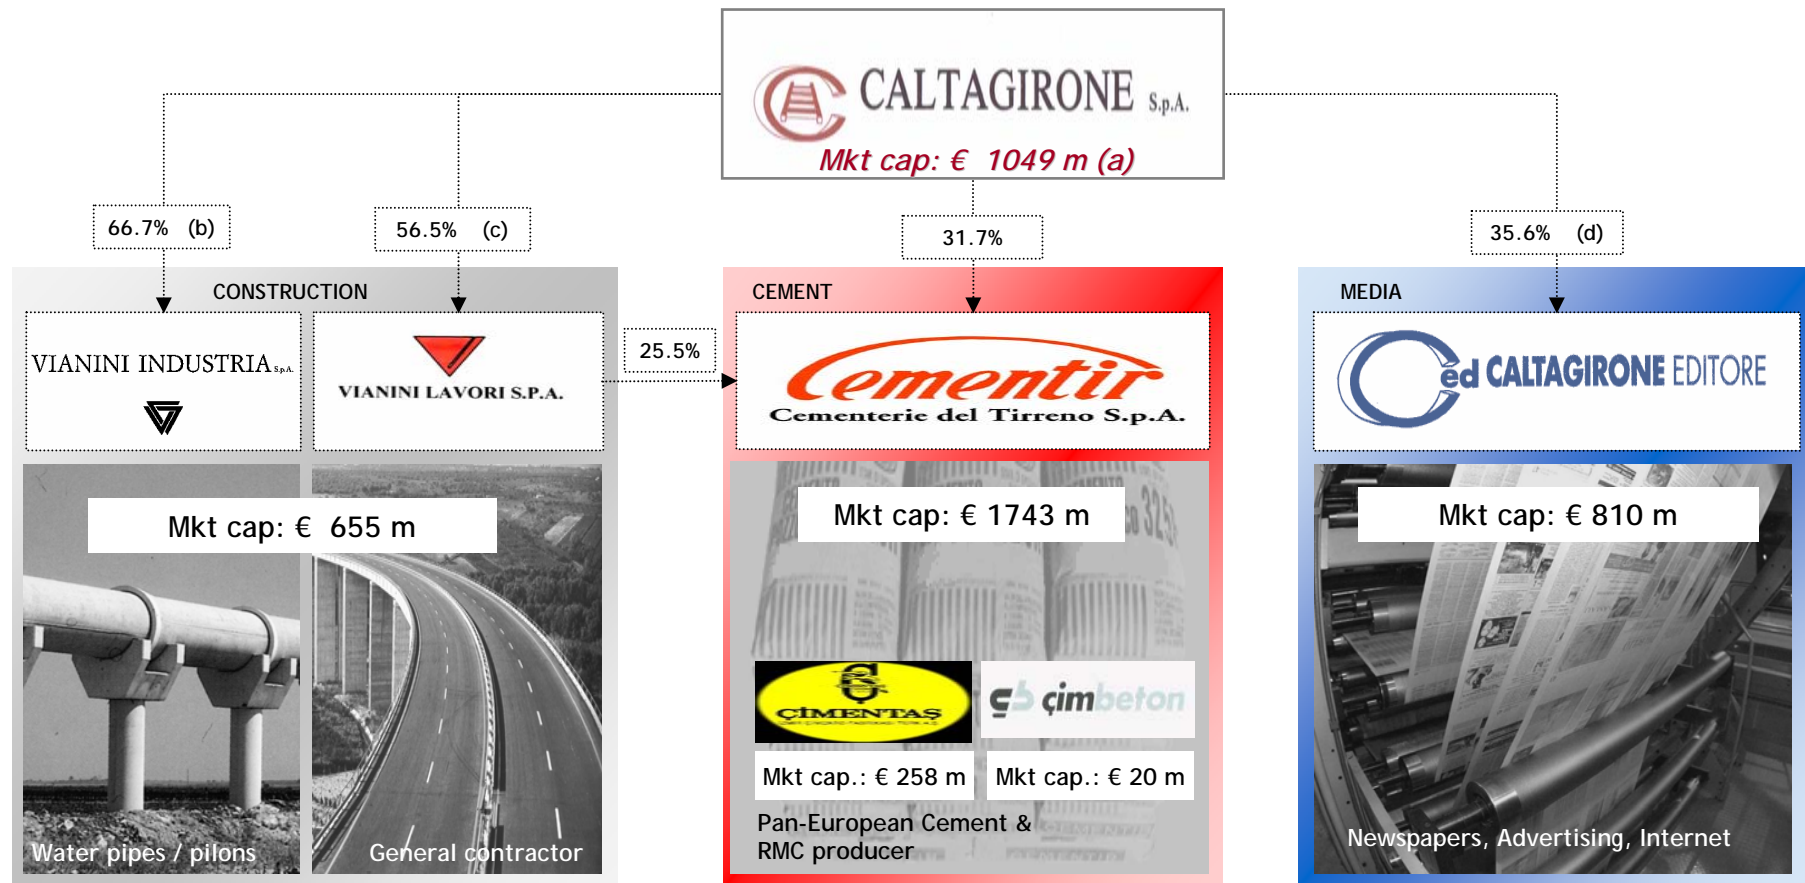 CALTAGIRONE S.p.A.
Mkt cap: € 1049 m (a)
66.7% (b)
56.5% (c)
31.7%
35.6% (d)
CONSTRUCTION
VIANINI INDUSTRIA S.p.A.
VIANINI LAVORI S.P.A.
25.5%
CEMENT
Cementir
Cementerie del Tirreno S.p.A.
MEDIA
ed CALTAGIRONE EDITORE
Mkt cap: € 655 m
Water pipes / pilons
General contractor
Mkt cap: € 1743 m
ÇİMENTAŞ
çb çimbeton
Mkt cap.: € 258 m
Mkt cap.: € 20 m
Pan-European Cement &
RMC producer
Mkt cap: € 810 m
Newspapers, Advertising, Internet